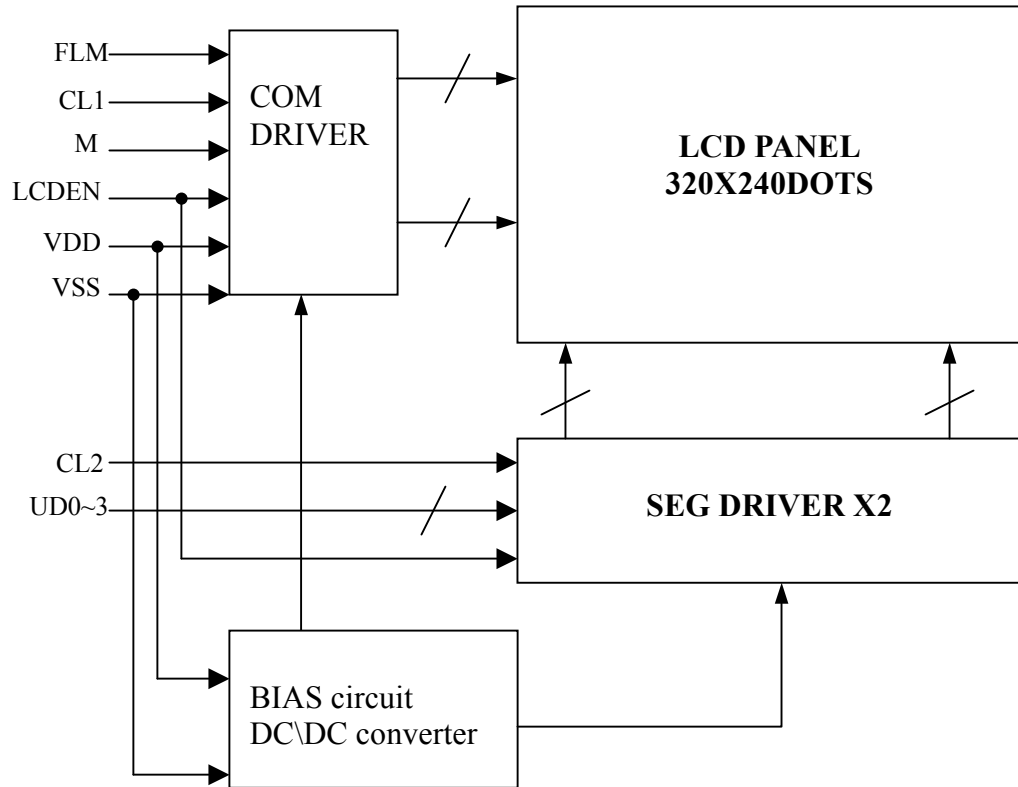 FLM
CL1
M
LCDEN
VDD
VSS
COM
DRIVER
LCD PANEL
320X240DOTS
CL2
UD0~3
SEG DRIVER X2
BIAS circuit
DC\DC converter